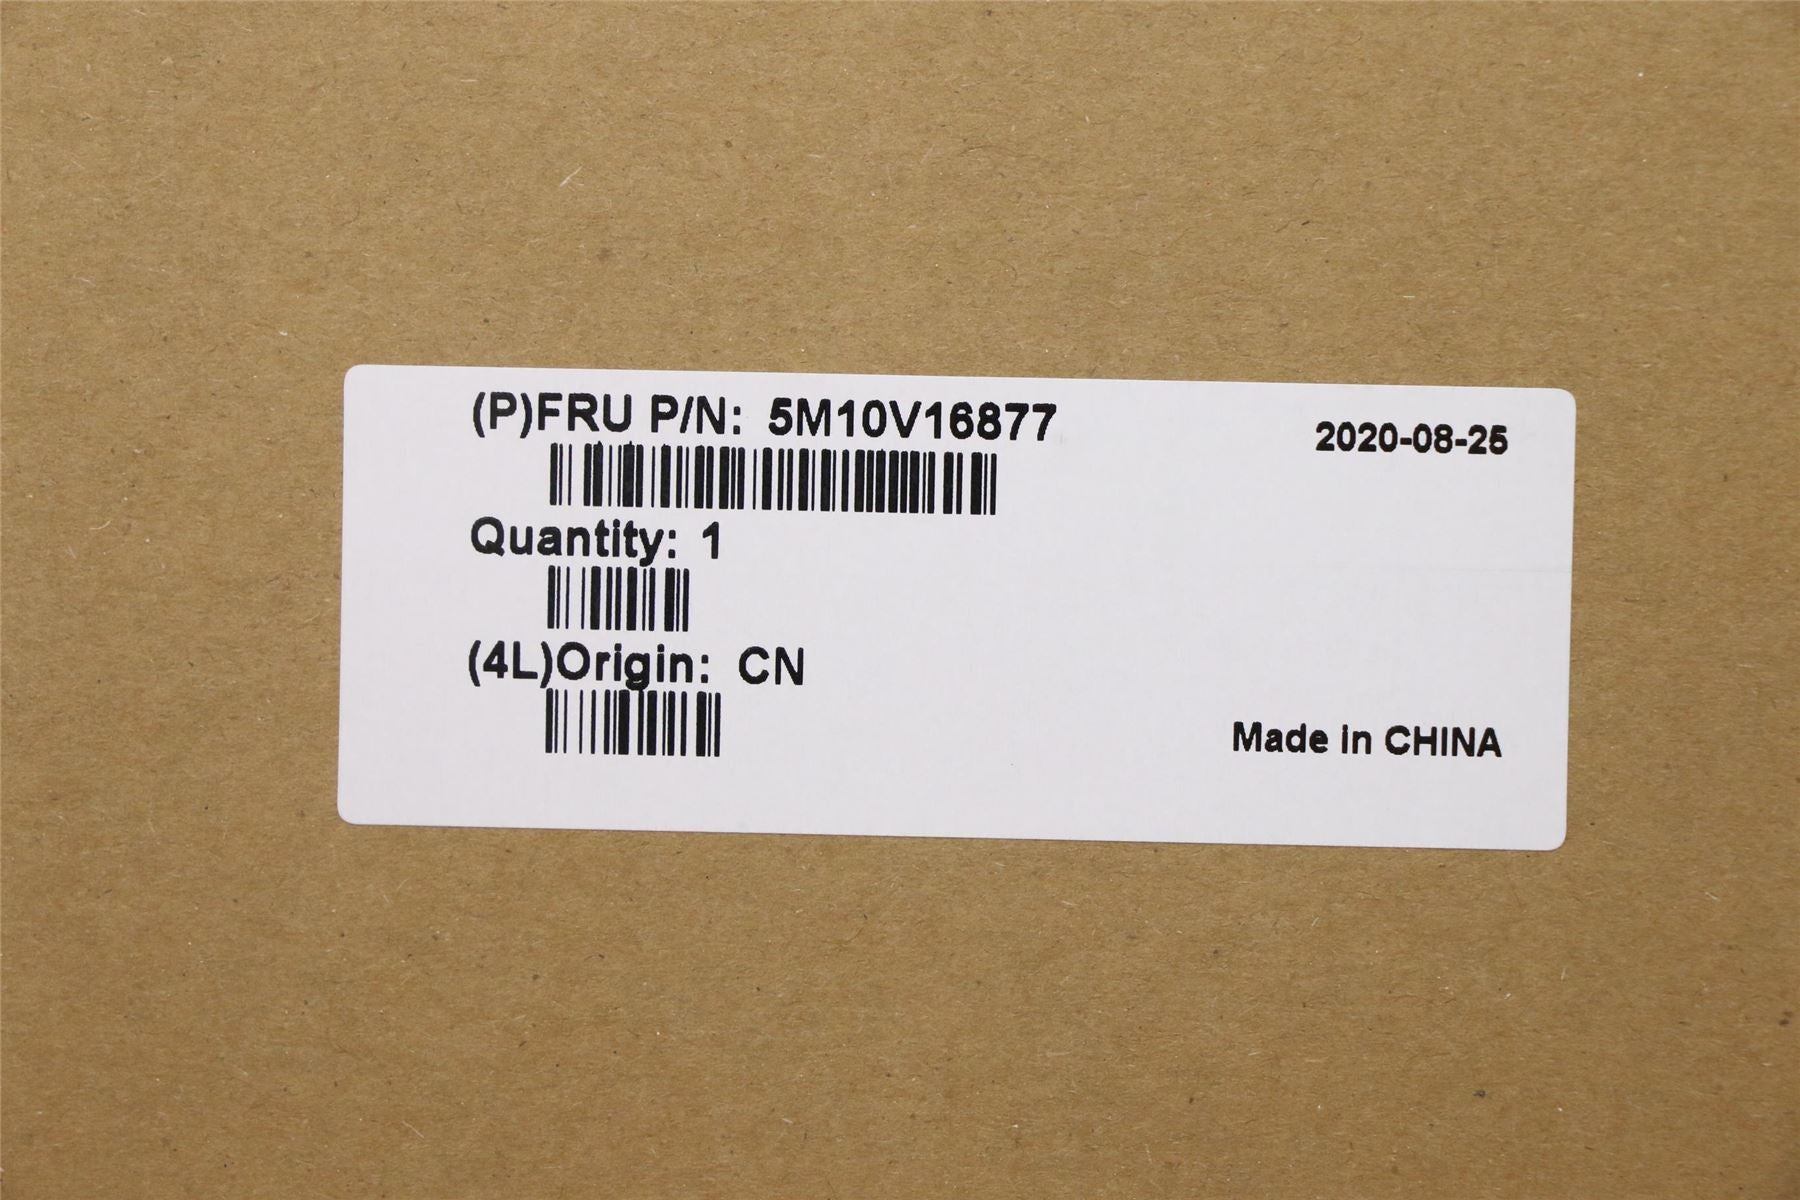 (P)FRU P/N: 5M10V16877
2020-08-25
Quantity: 1
(4L)Origin: CN
Made in CHINA